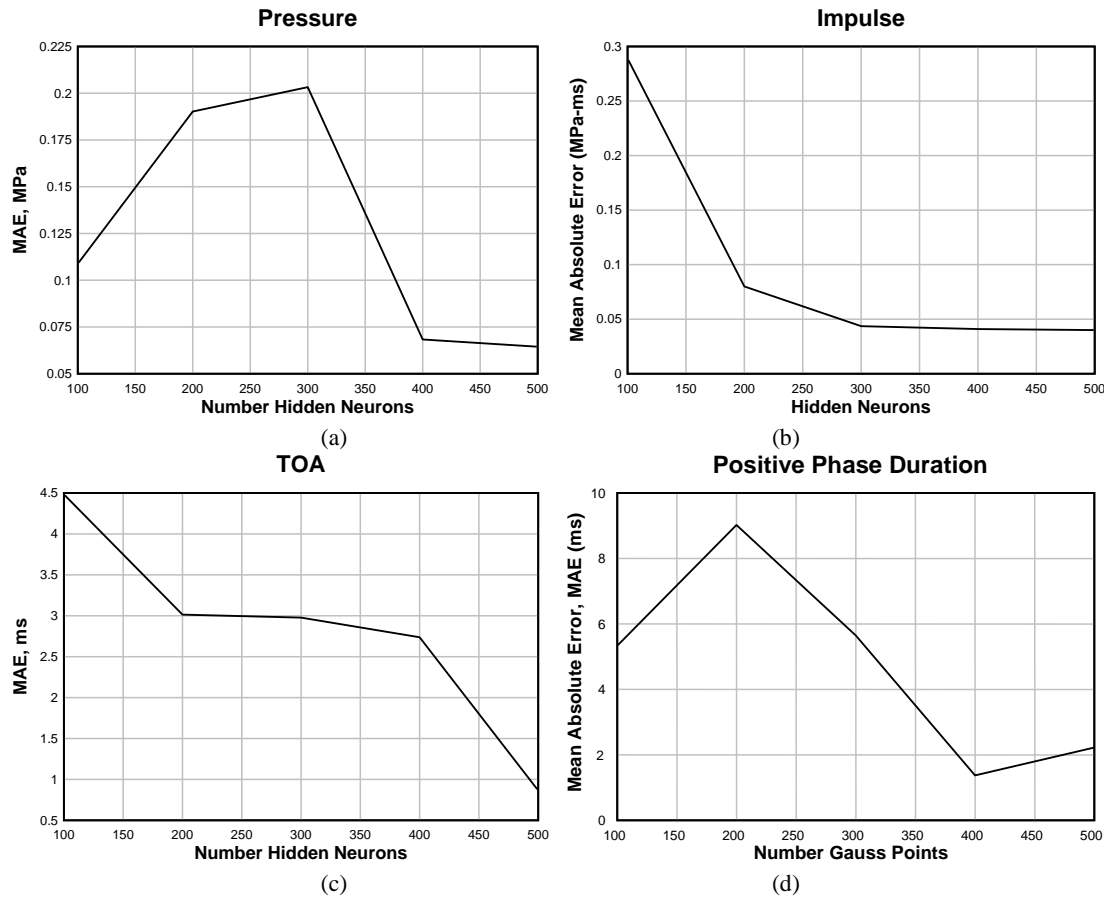 Pressure
0.225
0.2
0.175
0.15
0.125
0.1
0.075
0.05
MAE, MPa
100 150 200 250 300 350 400 450 500
Number Hidden Neurons
(a)
Impulse
0.3
0.25
0.2
0.15
0.1
0.05
0
Mean Absolute Error (MPa-ms)
100 150 200 250 300 350 400 450 500
Hidden Neurons
(b)
TOA
4.5
4
3.5
3
2.5
2
1.5
1
0.5
MAE, ms
100 150 200 250 300 350 400 450 500
Number Hidden Neurons
(c)
Positive Phase Duration
10
8
6
4
2
0
Mean Absolute Error, MAE (ms)
100 150 200 250 300 350 400 450 500
Number Gauss Points
(d)